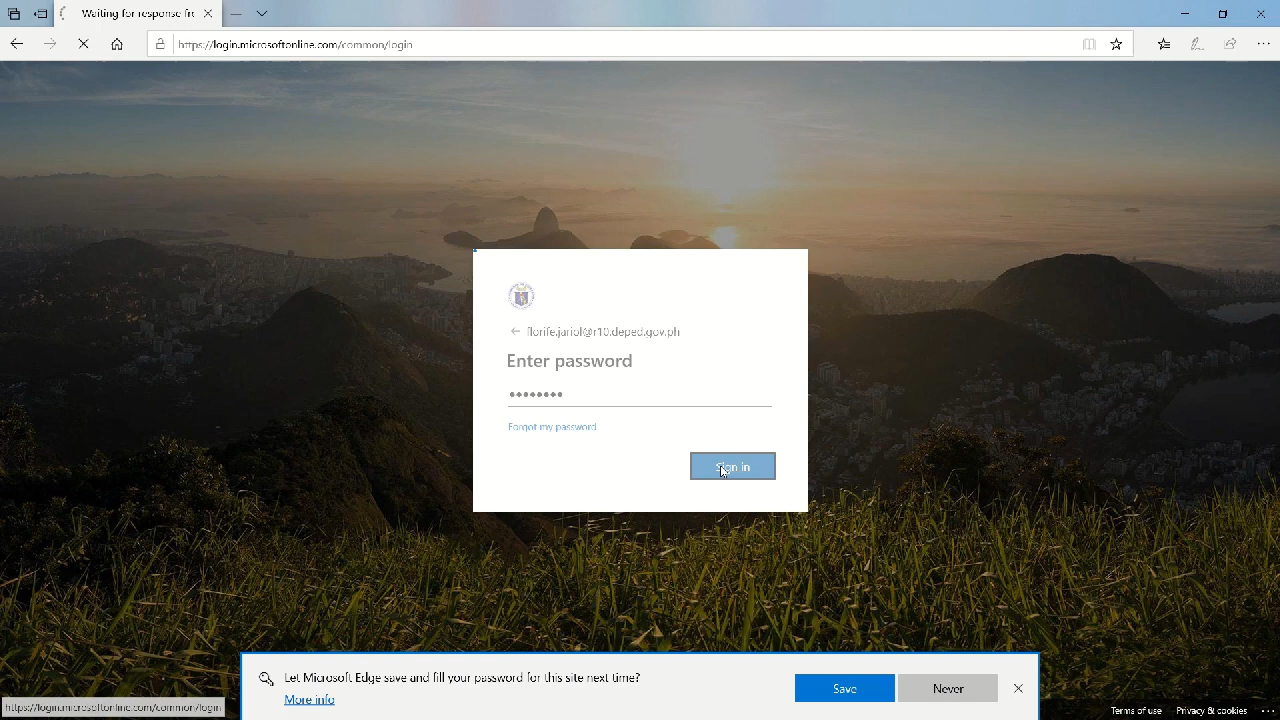 Waiting for response fr
https://login.microsoftonline.com/common/login
florife.jariol@r10.deped.gov.ph
Enter password
Forgot my password
Sign in
Let Microsoft Edge save and fill your password for this site next time?
More info
Save
Never
https://login.microsoftonline.com/common/login
Terms of use
Privacy & cookies